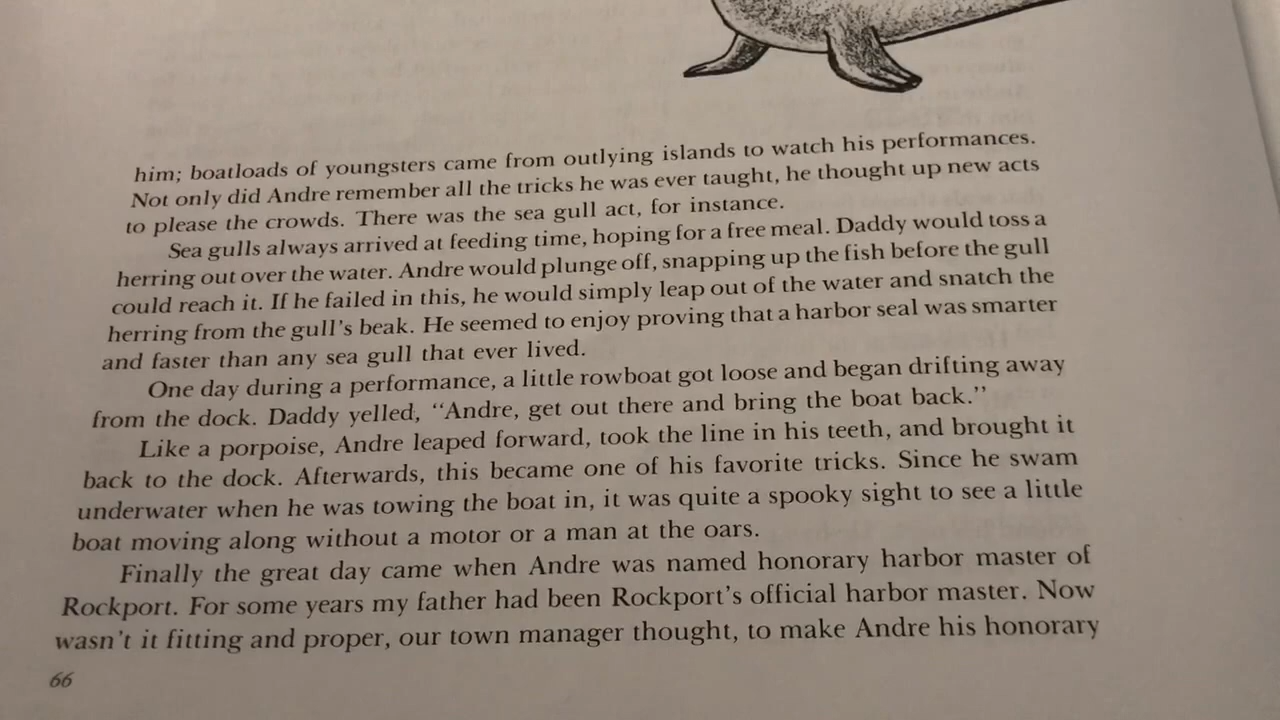 him; boatloads of youngsters came from outlying islands to watch his performances.
Not only did Andre remember all the tricks he was ever taught, he thought up new acts
to please the crowds. There was the sea gull act, for instance.
Sea gulls always arrived at feeding time, hoping for a free meal. Daddy would toss a
herring out over the water. Andre would plunge off, snapping up the fish before the gull
could reach it. If he failed in this, he would simply leap out of the water and snatch the
herring from the gull's beak. He seemed to enjoy proving that a harbor seal was smarter
and faster than any sea gull that ever lived.
One day during a performance, a little rowboat got loose and began drifting away
from the dock. Daddy yelled, “Andre, get out there and bring the boat back.”
Like a porpoise, Andre leaped forward, took the line in his teeth, and brought it
back to the dock. Afterwards, this became one of his favorite tricks. Since he swam
underwater when he was towing the boat in, it was quite a spooky sight to see a little
boat moving along without a motor or a man at the oars.
Finally the great day came when Andre was named honorary harbor master of
Rockport. For some years my father had been Rockport's official harbor master. Now
wasn't it fitting and proper, our town manager thought, to make Andre his honorary
66